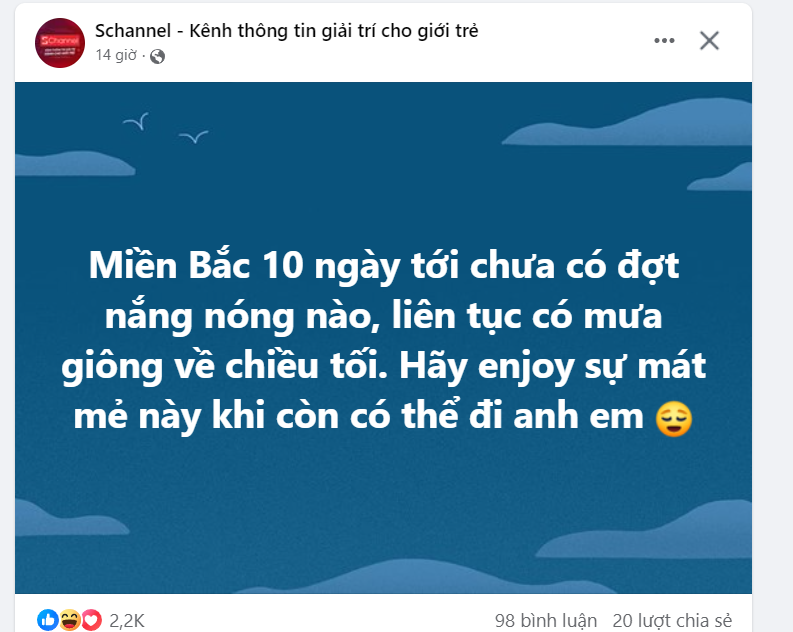 Schannel - Kênh thông tin giải trí cho giới trẻ
14 giờ ·
Schannel
Miền Bắc 10 ngày tới chưa có đợt
nắng nóng nào, liên tục có mưa
giông về chiều tối. Hãy enjoy sự mát
mẻ này khi còn có thể đi anh em 😌
2,2K
98 bình luận 20 lượt chia sẻ